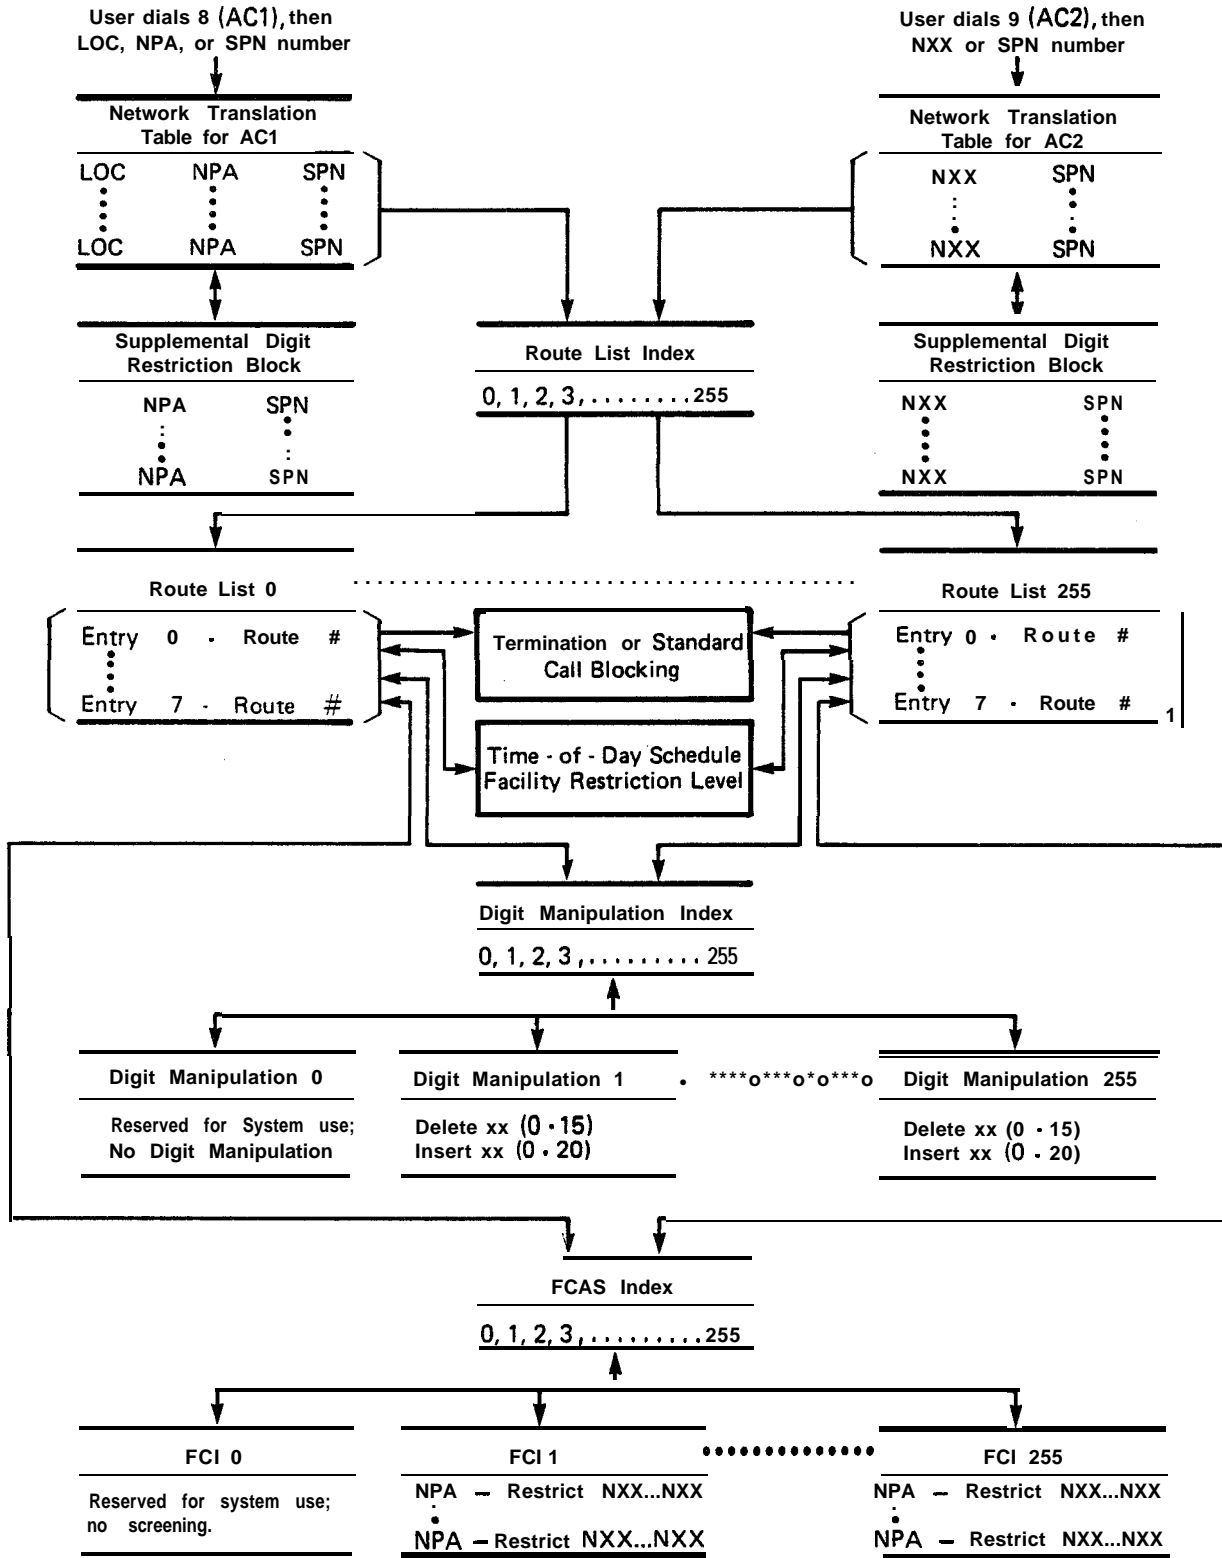 User dials 8 (AC1), then
LOC, NPA, or SPN number
User dials 9 (AC2), then
NXX or SPN number
Network Translation
Table for AC1
LOC NPA SPN
LOC NPA SPN
Network Translation
Table for AC2
NXX SPN
NXX SPN
Supplemental Digit
Restriction Block
NPA SPN
NPA SPN
Route List Index
0, 1, 2, 3, . . . . . . . . 255
Supplemental Digit
Restriction Block
NXX SPN
NXX SPN
Route List 0
Entry 0 - Route #
Entry 7 - Route #
Termination or Standard
Call Blocking
Time - of - Day Schedule
Facility Restriction Level
Route List 255
Entry 0 - Route #
Entry 7 - Route #
1
Digit Manipulation Index
0, 1, 2, 3, . . . . . . . . . 255
Digit Manipulation 0
Reserved for System use;
No Digit Manipulation
Digit Manipulation 1
Delete xx (0 - 15)
Insert xx (0 - 20)
. ****o***o*o***o
Digit Manipulation 255
Delete xx (0 - 15)
Insert xx (0 - 20)
FCAS Index
0, 1, 2, 3, . . . . . . . . . 255
FCI 0
Reserved for system use;
no screening.
FCI 1
NPA — Restrict NXX...NXX
NPA — Restrict NXX...NXX
FCI 255
NPA — Restrict NXX...NXX
NPA — Restrict NXX...NXX